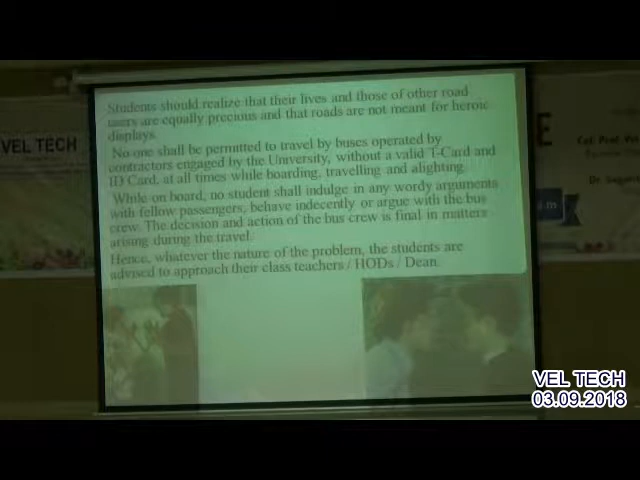 Students should realize that their lives and those of other road
users are equally precious and that roads are not meant for heroic
displays.
No one shall be permitted to travel by buses operated by
contractors engaged by the University, without a valid T-Card and
ID Card, at all times while boarding, travelling and alighting.
While on board, no student shall indulge in any wordy arguments
with fellow passengers, behave indecently or argue with the bus
crew. The decision and action of the bus crew is final in matters
arising during the travel.
Hence, whatever the nature of the problem, the students are
advised to approach their class teachers / HODs / Dean.
VEL TECH
E
Col. Prof.
Dr.
VEL TECH
03.09.2018